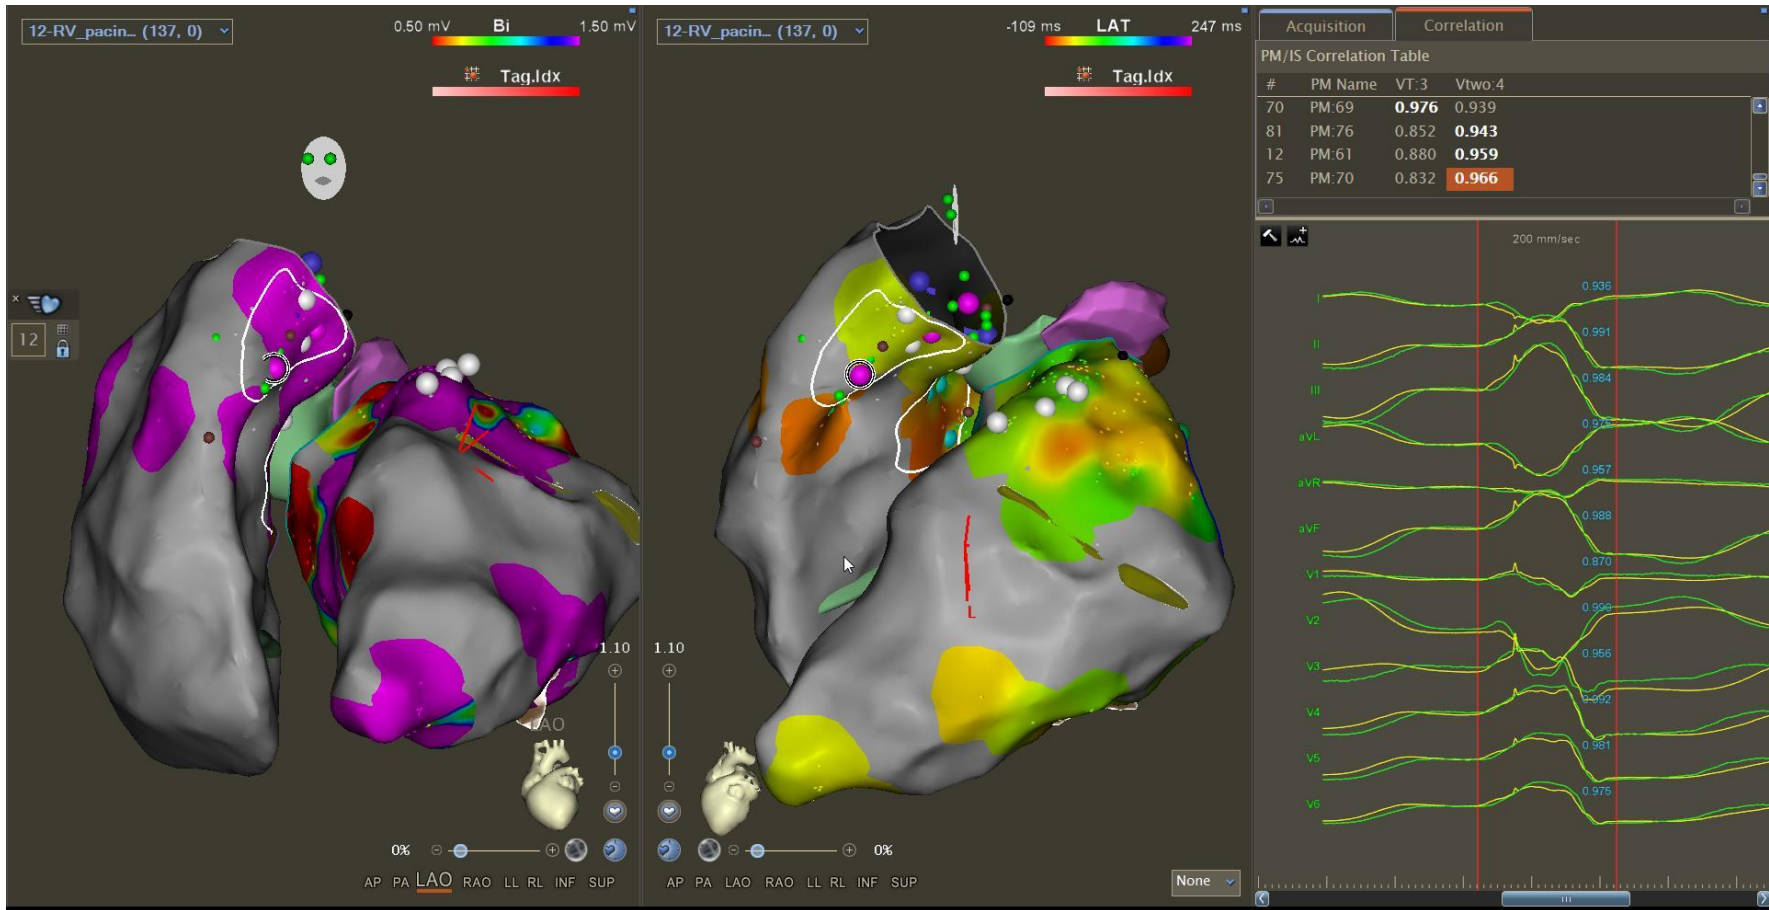 12-RV_pacin... (137, 0)
0.50 mV Bi 1.50 mV
Tag.Idx
12
1.10
LAO
0%
AP PA LAO RAO LL RL INF SUP
12-RV_pacin... (137, 0)
-109 ms LAT 247 ms
Tag.Idx
L
1.10
0%
AP PA LAO RAO LL RL INF SUP
None
Acquisition Correlation
PM/IS Correlation Table
# PM Name VT:3 Vtwo:4
70 PM:69 0.976 0.939
81 PM:76 0.852 0.943
12 PM:61 0.880 0.959
75 PM:70 0.832 0.966
200 mm/sec
I 0.936
II 0.991
III 0.984
aVL 0.975
aVR 0.957
aVF 0.988
V1 0.870
V2 0.990
V3 0.956
V4 0.992
V5 0.981
V6 0.975